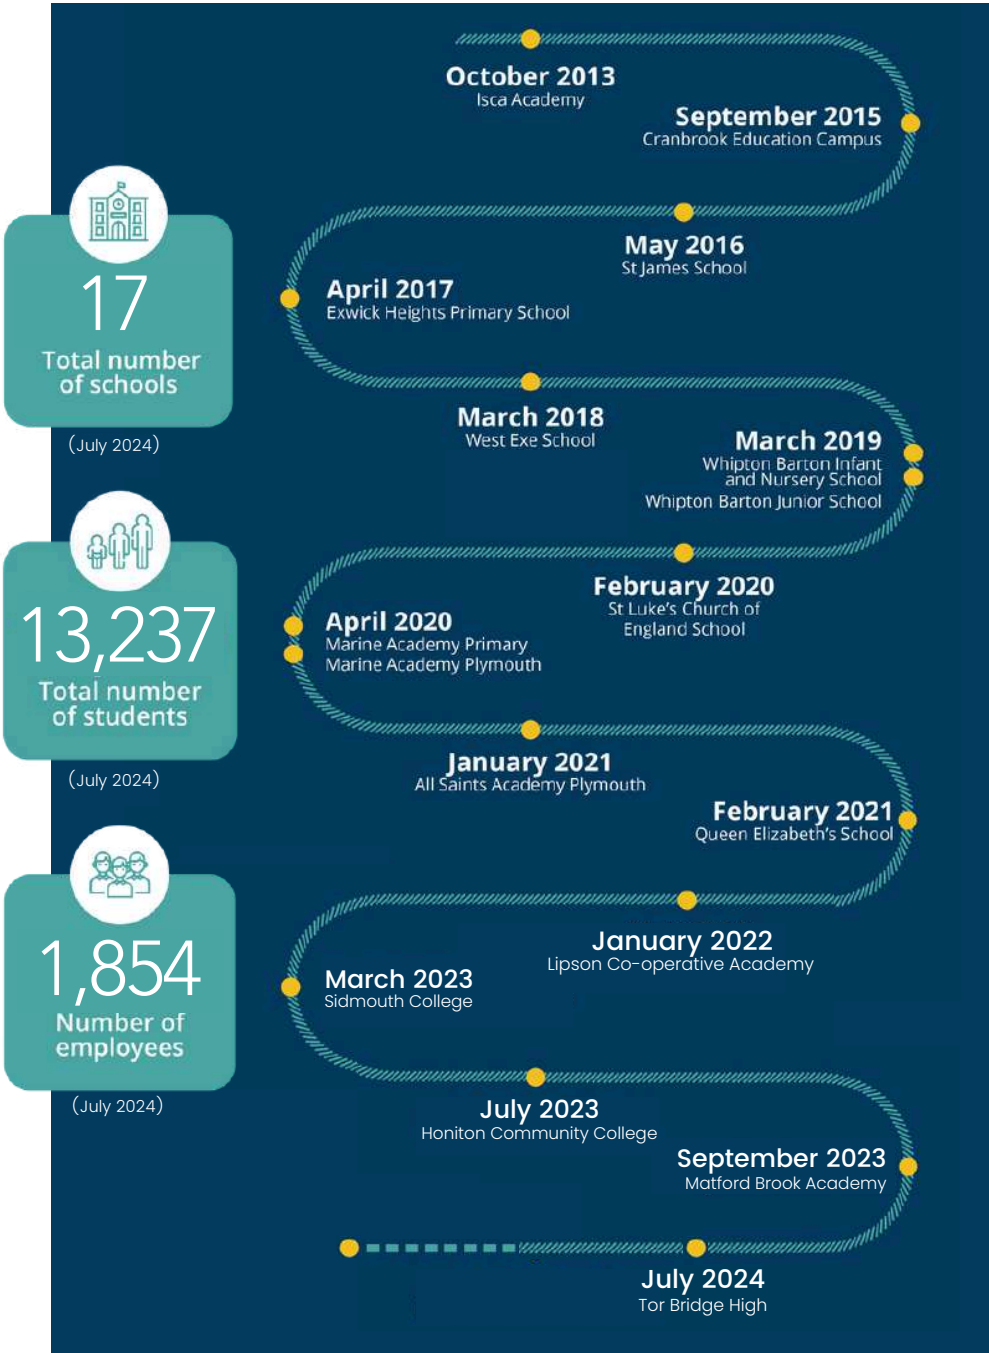 October 2013
Isca Academy
September 2015
Cranbrook Education Campus
May 2016
St James School
April 2017
Exwick Heights Primary School
March 2018
West Exe School
March 2019
Whipton Barton Infant
and Nursery School
Whipton Barton Junior School
February 2020
St Luke's Church of
England School
April 2020
Marine Academy Primary
Marine Academy Plymouth
January 2021
All Saints Academy Plymouth
February 2021
Queen Elizabeth's School
January 2022
Lipson Co-operative Academy
March 2023
Sidmouth College
July 2023
Honiton Community College
September 2023
Matford Brook Academy
July 2024
Tor Bridge High
17
Total number
of schools
(July 2024)
13,237
Total number
of students
(July 2024)
1,854
Number of
employees
(July 2024)